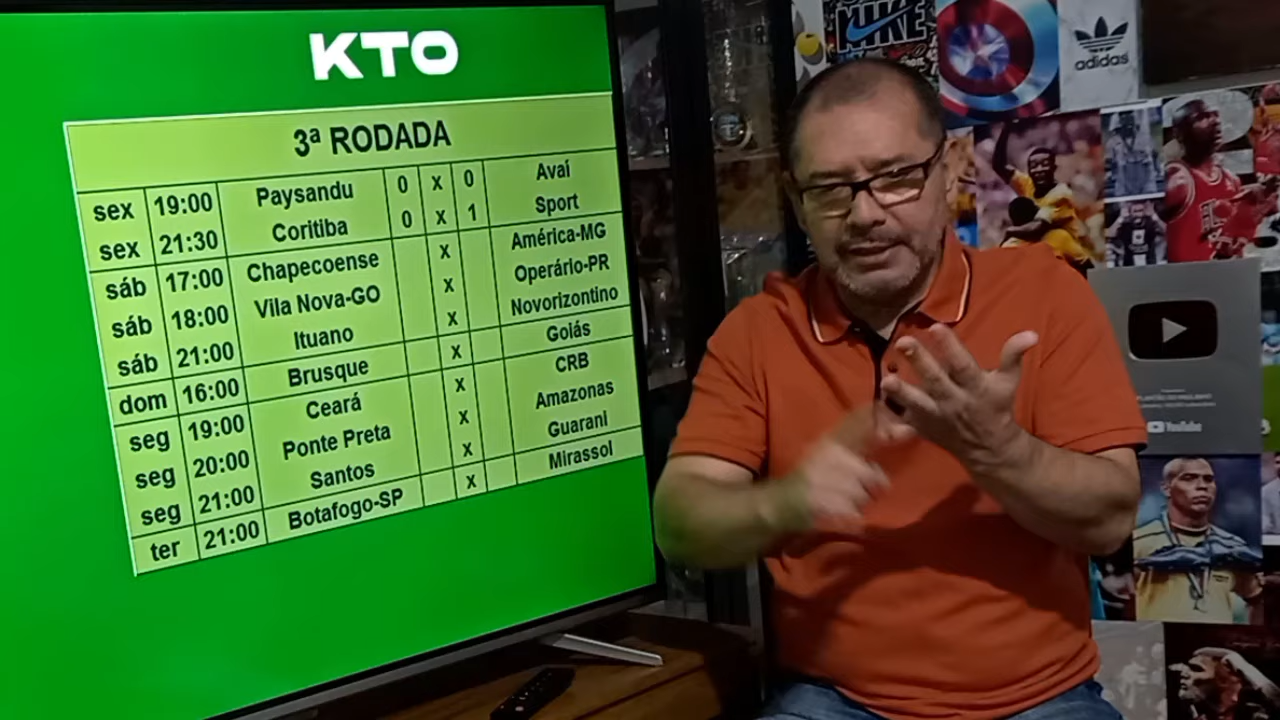 KTO
3ª RODADA
sex 19:00 Paysandu 0 x 0 Avaí
sex 21:30 Coritiba 0 x 1 Sport
sáb 17:00 Chapecoense x América-MG
sáb 18:00 Vila Nova-GO x Operário-PR
sáb 21:00 Ituano x Novorizontino
dom 16:00 Brusque x Goiás
seg 19:00 Ceará x CRB
seg 20:00 Ponte Preta x Amazonas
seg 21:00 Santos x Guarani
ter 21:00 Botafogo-SP x Mirassol
NIKE
adidas
YouTube